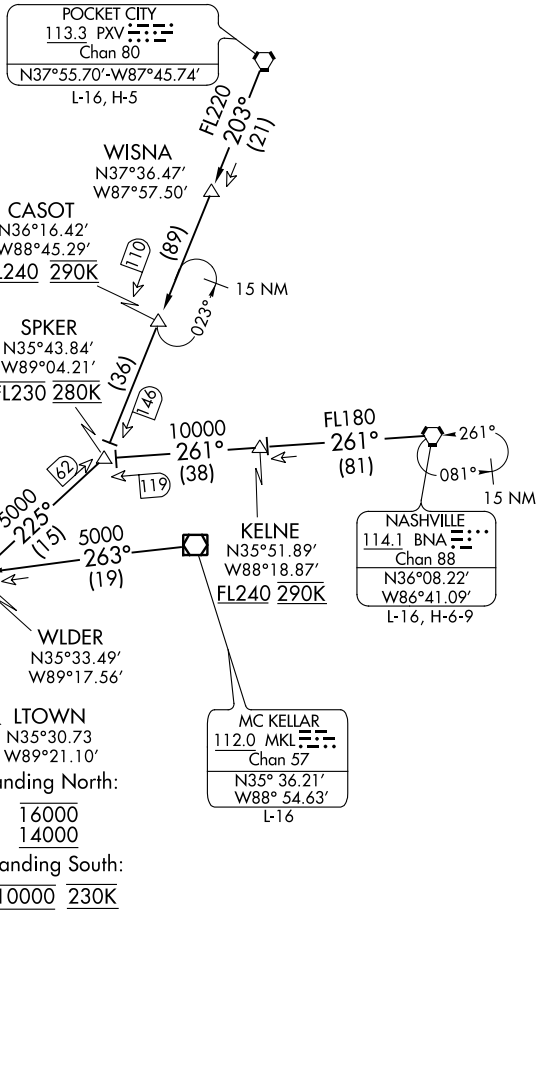 POCKET CITY
113.3 PXV
Chan 80
N37°55.70'-W87°45.74'
L-16, H-5
FL220
203°
(21)
WISNA
N37°36.47'
W87°57.50'
CASOT
N36°16.42'
W88°45.29'
L240 290K
110
(89)
15 NM
023°
SPKER
N35°43.84'
W89°04.21'
FL230 280K
(36)
146
10000
261°
(38)
FL180
261°
(81)
261°
081°
15 NM
62
119
5000
225°
(15)
5000
263°
(19)
KELNE
N35°51.89'
W88°18.87'
FL240 290K
NASHVILLE
114.1 BNA
Chan 88
N36°08.22'
W86°41.09'
L-16, H-6-9
WLDER
N35°33.49'
W89°17.56'
LTOWN
N35°30.73
W89°21.10'
anding North:
16000
14000
anding South:
10000 230K
MC KELLAR
112.0 MKL
Chan 57
N35° 36.21'
W88° 54.63'
L-16